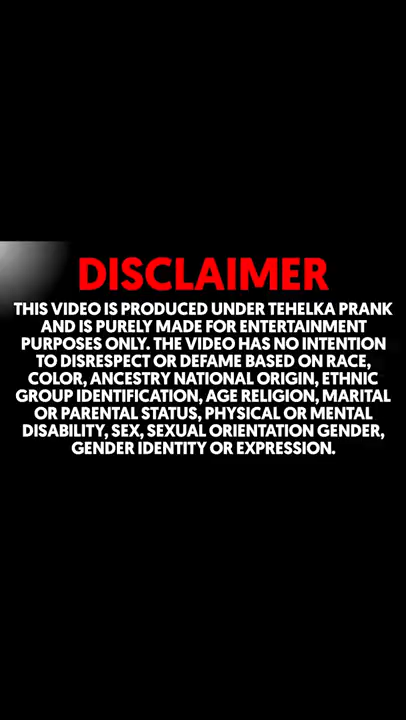 DISCLAIMER
THIS VIDEO IS PRODUCED UNDER TEHELKA PRANK
AND IS PURELY MADE FOR ENTERTAINMENT
PURPOSES ONLY. THE VIDEO HAS NO INTENTION
TO DISRESPECT OR DEFAME BASED ON RACE,
COLOR, ANCESTRY NATIONAL ORIGIN, ETHNIC
GROUP IDENTIFICATION, AGE RELIGION, MARITAL
OR PARENTAL STATUS, PHYSICAL OR MENTAL
DISABILITY, SEX, SEXUAL ORIENTATION GENDER,
GENDER IDENTITY OR EXPRESSION.